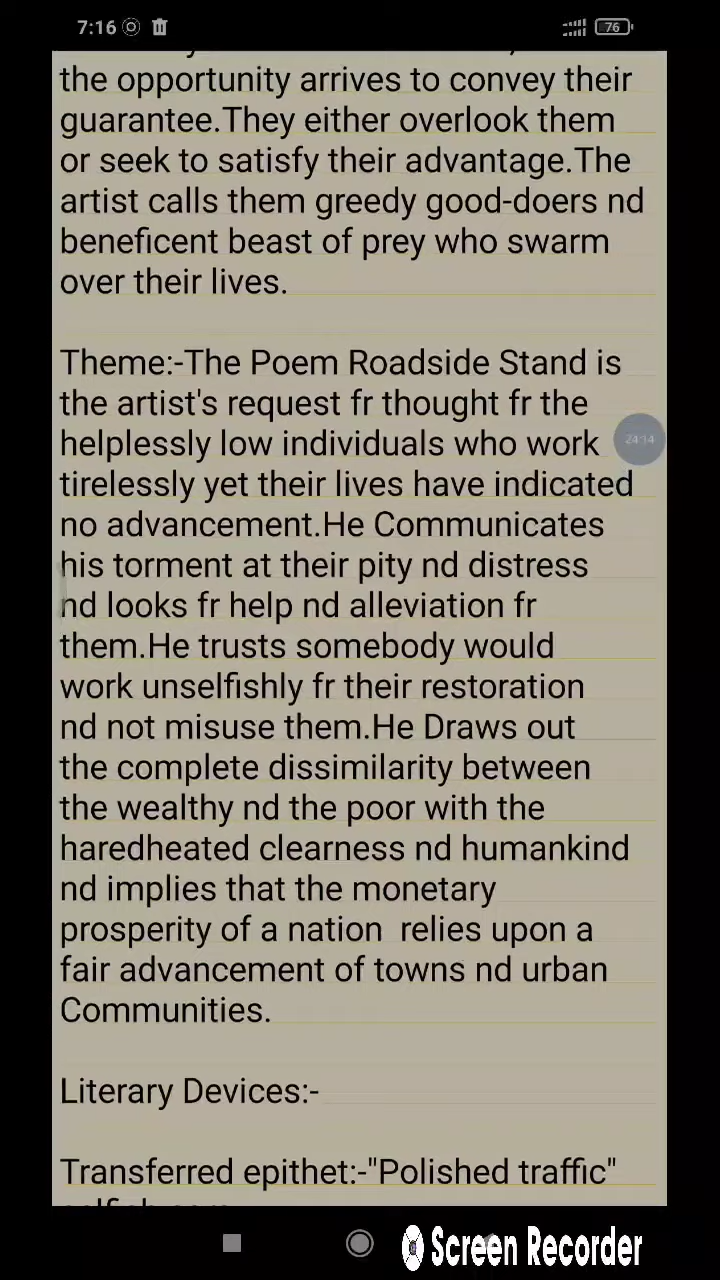 7:16
76
the opportunity arrives to convey their
guarantee.They either overlook them
or seek to satisfy their advantage.The
artist calls them greedy good-doers nd
beneficent beast of prey who swarm
over their lives.
Theme:-The Poem Roadside Stand is
the artist's request fr thought fr the
helplessly low individuals who work
24:14
tirelessly yet their lives have indicated
no advancement.He Communicates
his torment at their pity nd distress
nd looks fr help nd alleviation fr
them.He trusts somebody would
work unselfishly fr their restoration
nd not misuse them.He Draws out
the complete dissimilarity between
the wealthy nd the poor with the
haredheated clearness nd humankind
nd implies that the monetary
prosperity of a nation  relies upon a
fair advancement of towns nd urban
Communities.
Literary Devices:-
Transferred epithet:-"Polished traffic"
Screen Recorder